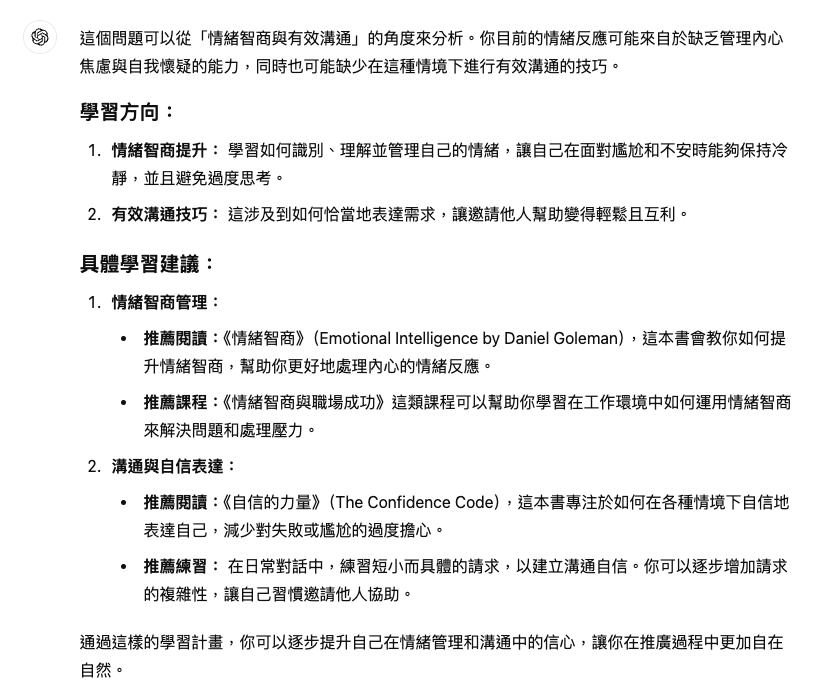 這個問題可以從「情緒智商與有效溝通」的角度來分析。你目前的情緒反應可能來自於缺乏管理內心
焦慮與自我懷疑的能力，同時也可能缺少在這種情境下進行有效溝通的技巧。
學習方向：
1. 情緒智商提升： 學習如何識別、理解並管理自己的情緒，讓自己在面對尷尬和不安時能夠保持冷
靜，並且避免過度思考。
2. 有效溝通技巧： 這涉及到如何恰當地表達需求，讓邀請他人幫助變得輕鬆且互利。
具體學習建議：
1. 情緒智商管理：
• 推薦閱讀：《情緒智商》（Emotional Intelligence by Daniel Goleman），這本書會教你如何提
升情緒智商，幫助你更好地處理內心的情緒反應。
• 推薦課程：《情緒智商與職場成功》這類課程可以幫助你學習在工作環境中如何運用情緒智商
來解決問題和處理壓力。
2. 溝通與自信表達：
• 推薦閱讀：《自信的力量》（The Confidence Code），這本書專注於如何在各種情境下自信地
表達自己，減少對失敗或尷尬的過度擔心。
• 推薦練習： 在日常對話中，練習短小而具體的請求，以建立溝通自信。你可以逐步增加請求
的複雜性，讓自己習慣邀請他人協助。
通過這樣的學習計畫，你可以逐步提升自己在情緒管理和溝通中的信心，讓你在推廣過程中更加自在
自然。